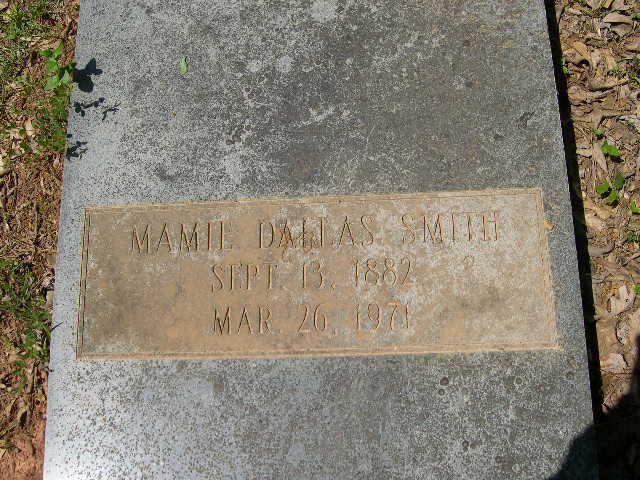 MAMIE DALLAS SMITH
SEPT. 13, 1882
MAR. 26, 1971